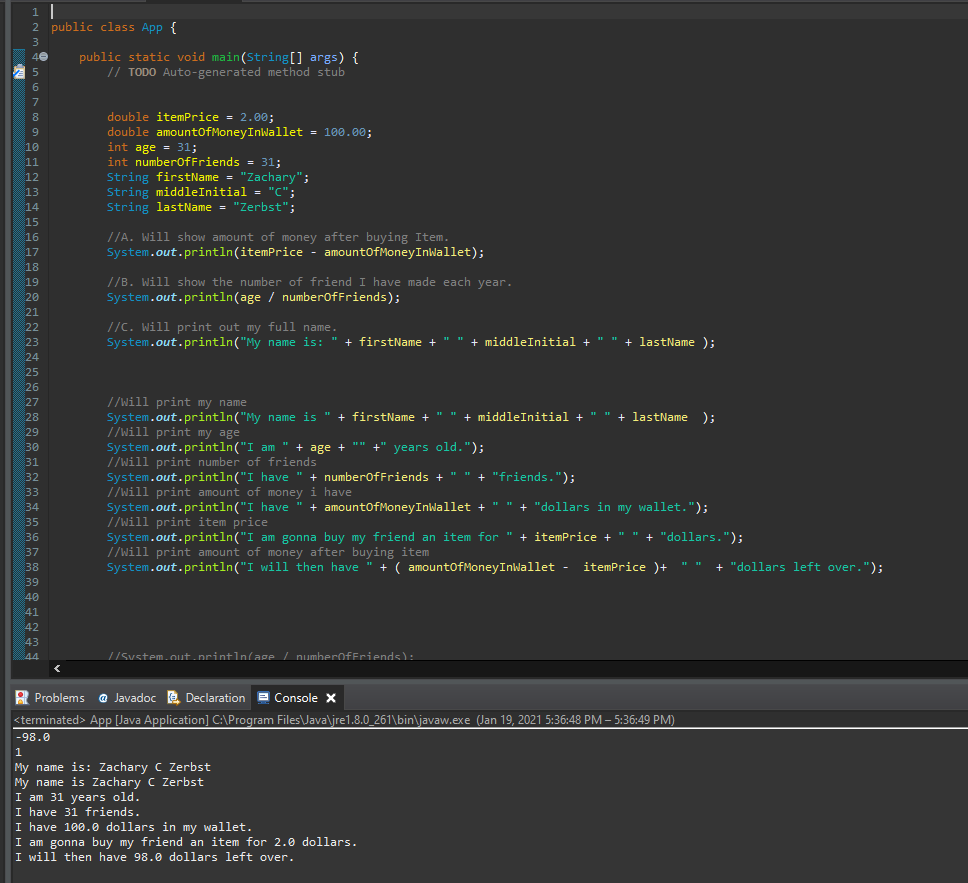 1
2 public class App {
3
4 public static void main(String[] args) {
5 // TODO Auto-generated method stub
6
7
8 double itemPrice = 2.00;
9 double amountOfMoneyInWallet = 100.00;
10 int age = 31;
11 int numberOfFriends = 31;
12 String firstName = "Zachary";
13 String middleInitial = "C";
14 String lastName = "Zerbst";
15
16 //A. Will show amount of money after buying Item.
17 System.out.println(itemPrice - amountOfMoneyInWallet);
18
19 //B. Will show the number of friend I have made each year.
20 System.out.println(age / numberOfFriends);
21
22 //C. Will print out my full name.
23 System.out.println("My name is: " + firstName + " " + middleInitial + " " + lastName );
24
25
26
27 //Will print my name
28 System.out.println("My name is " + firstName + " " + middleInitial + " " + lastName  );
29 //Will print my age
30 System.out.println("I am " + age + "" +" years old.");
31 //Will print number of friends
32 System.out.println("I have " + numberOfFriends + " " + "friends.");
33 //Will print amount of money i have
34 System.out.println("I have " + amountOfMoneyInWallet + " " + "dollars in my wallet.");
35 //Will print item price
36 System.out.println("I am gonna buy my friend an item for " + itemPrice + " " + "dollars.");
37 //Will print amount of money after buying item
38 System.out.println("I will then have " + ( amountOfMoneyInWallet -  itemPrice )+  " "  + "dollars left over.");
39
40
41
42
43
44 //System.out.println(age / numberOfFriends);
Problems @ Javadoc Declaration Console
<terminated> App [Java Application] C:\Program Files\Java\jre1.8.0_261\bin\javaw.exe (Jan 19, 2021 5:36:48 PM – 5:36:49 PM)
-98.0
1
My name is: Zachary C Zerbst
My name is Zachary C Zerbst
I am 31 years old.
I have 31 friends.
I have 100.0 dollars in my wallet.
I am gonna buy my friend an item for 2.0 dollars.
I will then have 98.0 dollars left over.